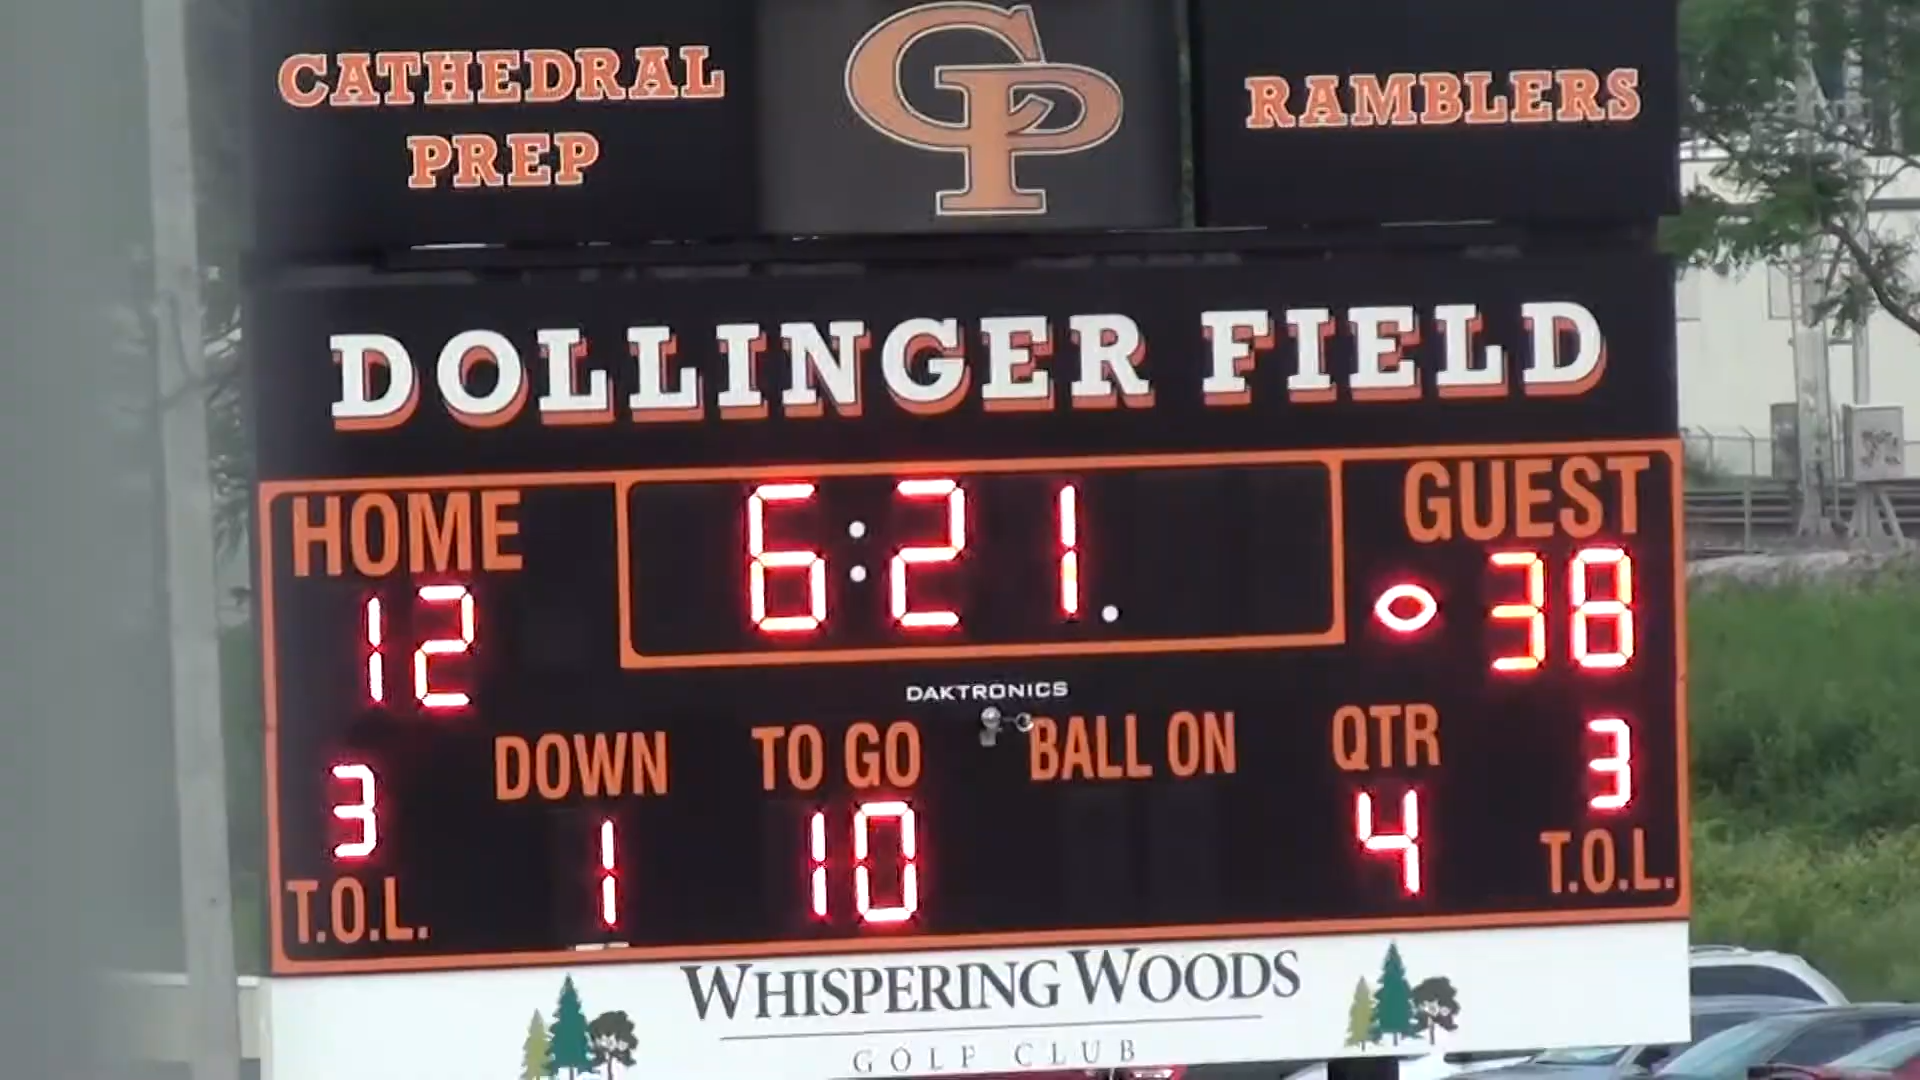 CATHEDRAL
PREP
CP
RAMBLERS
DOLLINGER FIELD
HOME
6:21.
GUEST
12
38
DAKTRONICS
DOWN
TO GO
BALL ON
QTR
3
1
10
4
3
T.O.L.
T.O.L.
WHISPERING WOODS
GOLF CLUB